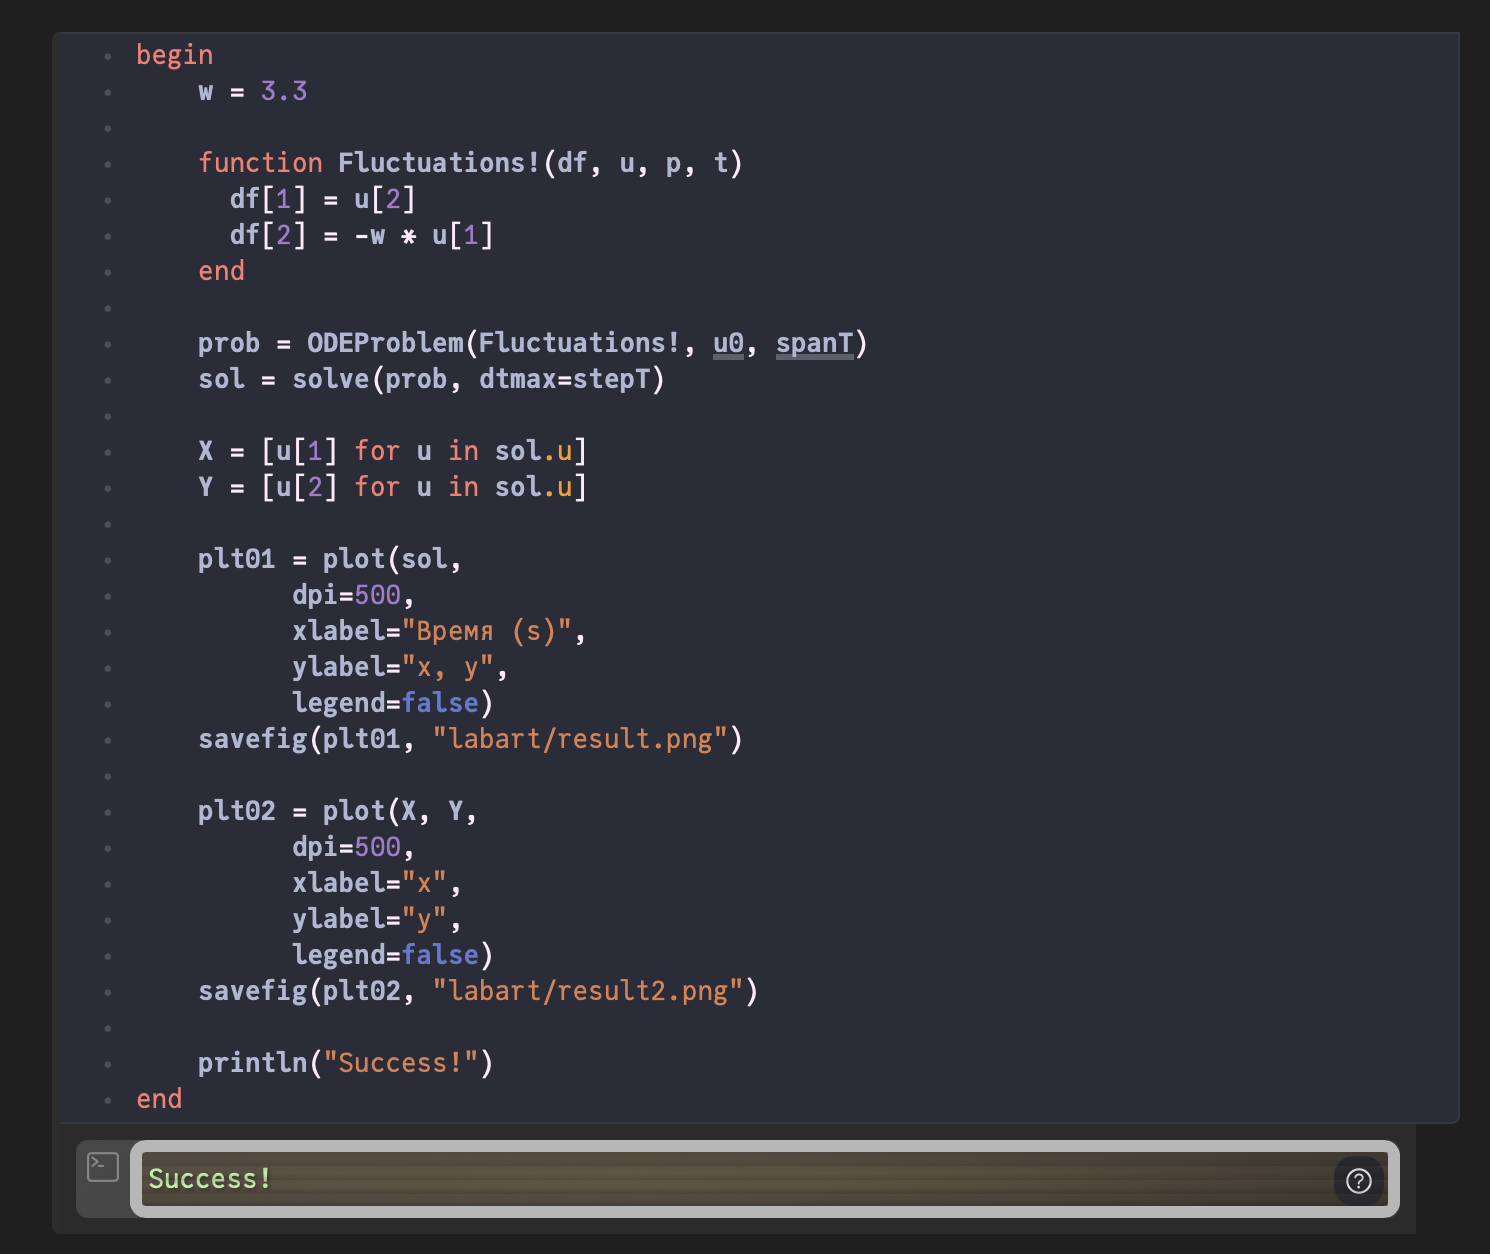 begin
    w = 3.3

    function Fluctuations!(df, u, p, t)
      df[1] = u[2]
      df[2] = -w * u[1]
    end

    prob = ODEProblem(Fluctuations!, u0, spanT)
    sol = solve(prob, dtmax=stepT)

    X = [u[1] for u in sol.u]
    Y = [u[2] for u in sol.u]

    plt01 = plot(sol,
          dpi=500,
          xlabel="Время (s)",
          ylabel="x, y",
          legend=false)
    savefig(plt01, "labart/result.png")

    plt02 = plot(X, Y,
          dpi=500,
          xlabel="x",
          ylabel="y",
          legend=false)
    savefig(plt02, "labart/result2.png")

    println("Success!")
end
Success!